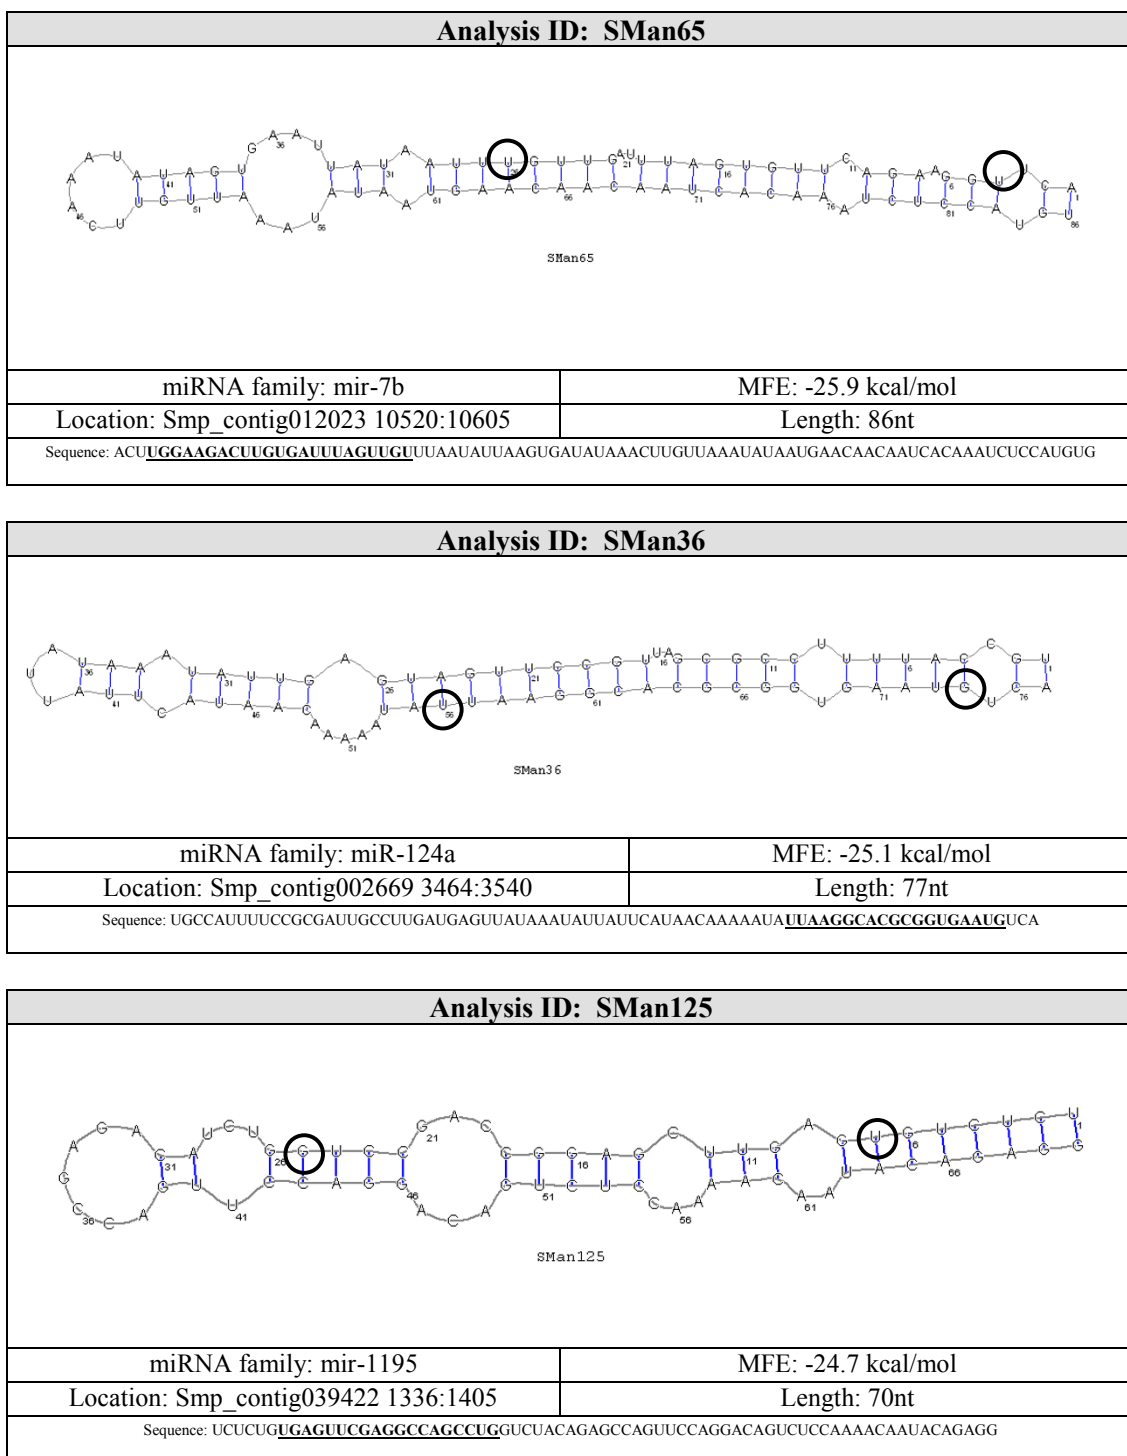 Analysis ID: SMan65
SMan65
miRNA family: mir-7b
MFE: -25.9 kcal/mol
Location: Smp_contig012023 10520:10605
Length: 86nt
Sequence: ACUUGGAAGACUUGUGAUUUAGUUGUUUAAUAUUAAGUGAUAUAAACUUGUUAAAUAUAAUGAACAACAAUCACAAAUCUCCAUGUG
Analysis ID: SMan36
SMan36
miRNA family: miR-124a
MFE: -25.1 kcal/mol
Location: Smp_contig002669 3464:3540
Length: 77nt
Sequence: UGCCAUUUUCCGCGAUUGCCUUGAUGAGUUAUAAAUAUUAUUCAUAACAAAAAUAUUAAGGCACGCGGUGAAUGUCA
Analysis ID: SMan125
SMan125
miRNA family: mir-1195
MFE: -24.7 kcal/mol
Location: Smp_contig039422 1336:1405
Length: 70nt
Sequence: UCUCUGUGAGUUCGAGGCCAGCCUGGUCUACAGAGCCAGUUCCAGGACAGUCUCCAAAACAAUACAGAGG